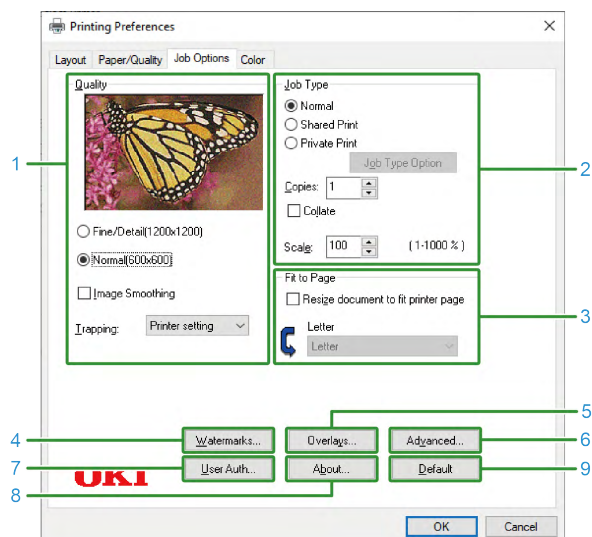 Printing Preferences
Layout Paper/Quality Job Options Color
Quality
Fine/Detail(1200x1200)
Normal(600x600)
Image Smoothing
Trapping: Printer setting
1
Job Type
Normal
Shared Print
Private Print
Job Type Option
Copies: 1
Collate
Scale: 100 ( 1-1000 % )
2
Fit to Page
Resize document to fit printer page
Letter
Letter
3
5
4 Watermarks... Overlays... Advanced... 6
7 User Auth... About... Default 9
OKI
8
OK Cancel